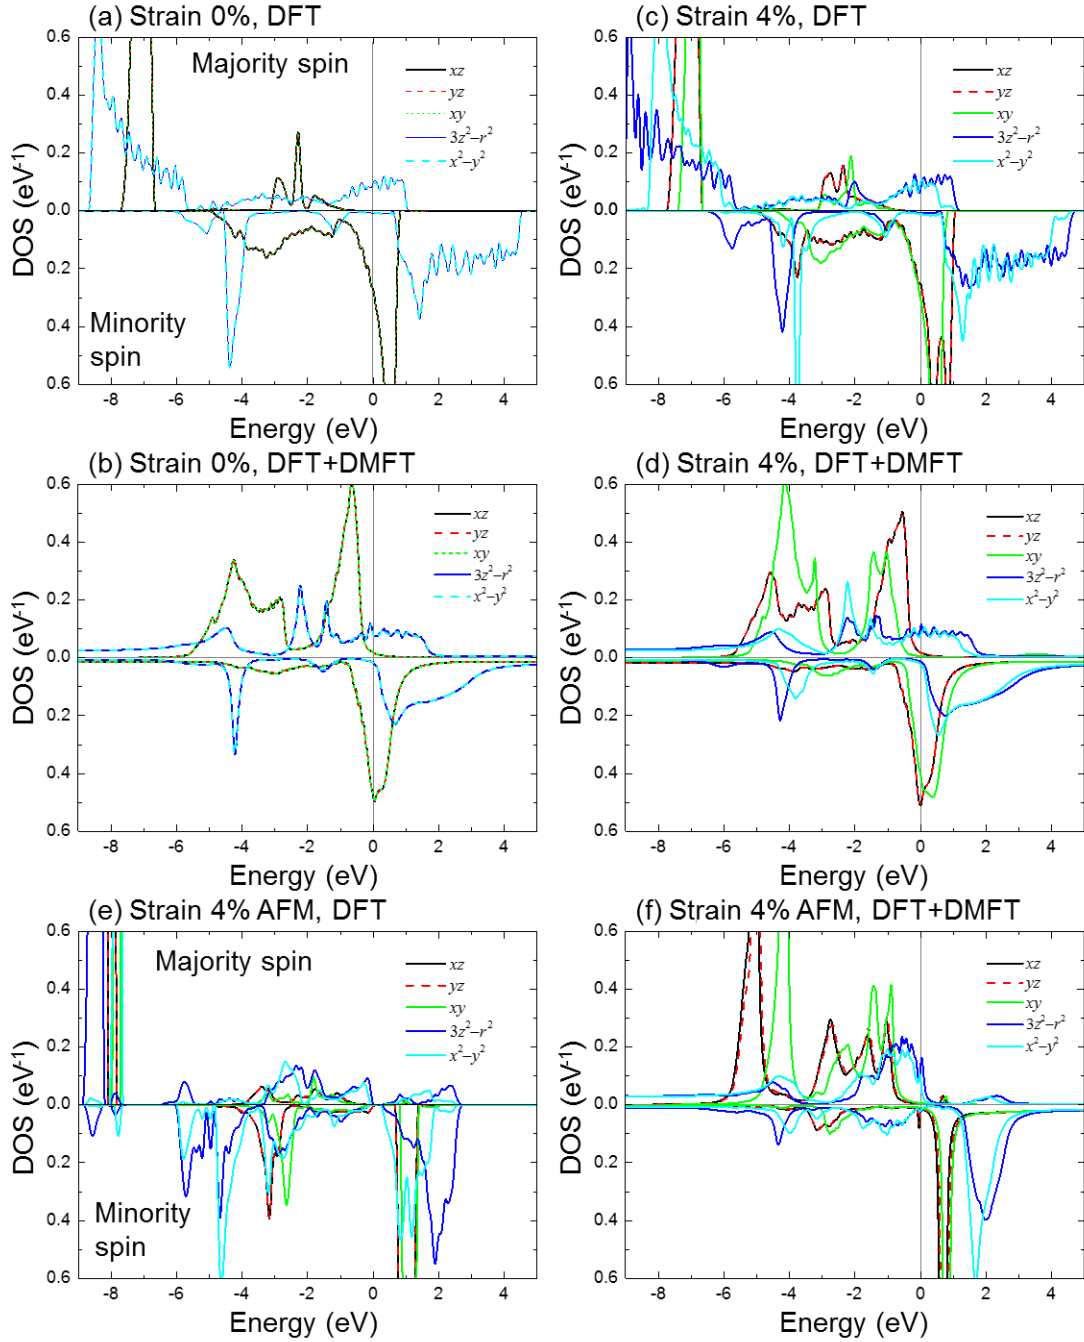 (a) Strain 0%, DFT
Majority spin
Minority
spin
xz
yz
xy
3z²−r²
x²−y²
0.6
0.4
0.2
0.0
0.2
0.4
0.6
DOS (eV⁻¹)
-8 -6 -4 -2 0 2 4
Energy (eV)
(c) Strain 4%, DFT
xz
yz
xy
3z²−r²
x²−y²
0.6
0.4
0.2
0.0
0.2
0.4
0.6
DOS (eV⁻¹)
-8 -6 -4 -2 0 2 4
Energy (eV)
(b) Strain 0%, DFT+DMFT
xz
yz
xy
3z²−r²
x²−y²
0.6
0.4
0.2
0.0
0.2
0.4
0.6
DOS (eV⁻¹)
-8 -6 -4 -2 0 2 4
Energy (eV)
(d) Strain 4%, DFT+DMFT
xz
yz
xy
3z²−r²
x²−y²
0.6
0.4
0.2
0.0
0.2
0.4
0.6
DOS (eV⁻¹)
-8 -6 -4 -2 0 2 4
Energy (eV)
(e) Strain 4% AFM, DFT
Majority spin
Minority
spin
xz
yz
xy
3z²−r²
x²−y²
0.6
0.4
0.2
0.0
0.2
0.4
0.6
DOS (eV⁻¹)
-8 -6 -4 -2 0 2 4
Energy (eV)
(f) Strain 4% AFM, DFT+DMFT
xz
yz
xy
3z²−r²
x²−y²
0.6
0.4
0.2
0.0
0.2
0.4
0.6
DOS (eV⁻¹)
-8 -6 -4 -2 0 2 4
Energy (eV)